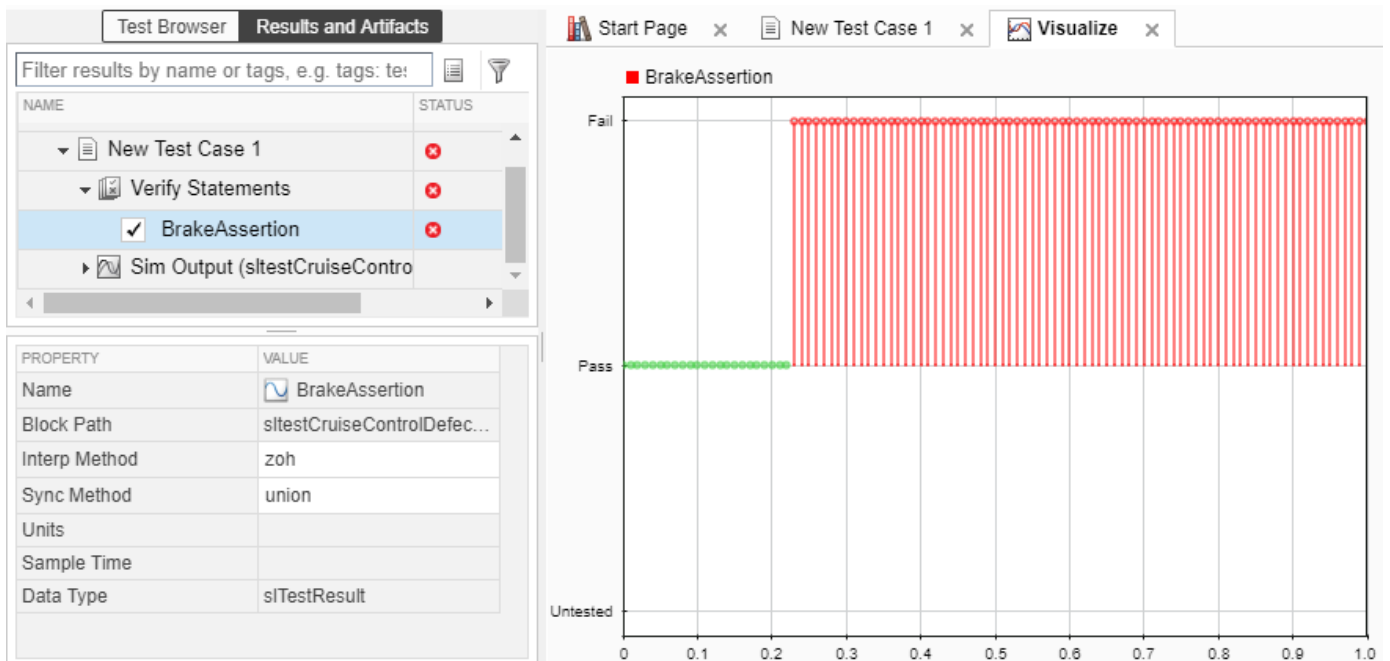 Test Browser Results and Artifacts
Filter results by name or tags, e.g. tags: te
NAME STATUS
New Test Case 1
Verify Statements
BrakeAssertion
Sim Output (sltestCruiseContro
PROPERTY VALUE
Name BrakeAssertion
Block Path sltestCruiseControlDefec...
Interp Method zoh
Sync Method union
Units
Sample Time
Data Type slTestResult
Start Page New Test Case 1 Visualize
BrakeAssertion
Fail
Pass
Untested
0 0.1 0.2 0.3 0.4 0.5 0.6 0.7 0.8 0.9 1.0